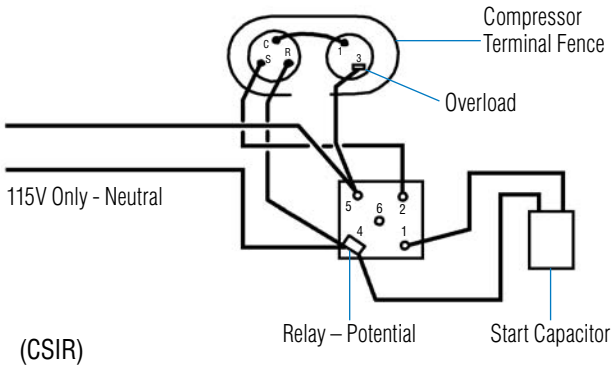 Compressor
Terminal Fence
C
R
S
1
3
Overload
115V Only - Neutral
5
6
2
4
1
Relay – Potential
Start Capacitor
(CSIR)